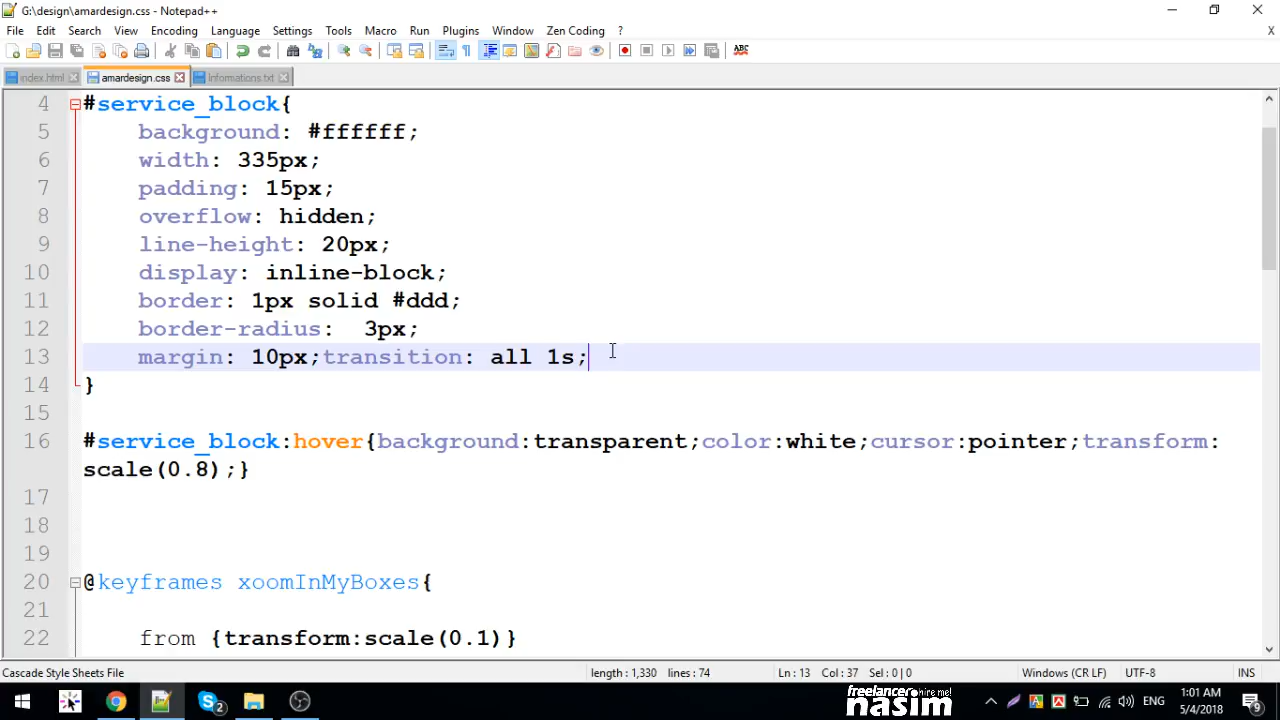 G:\design\amardesign.css - Notepad++
File Edit Search View Encoding Language Settings Tools Macro Run Plugins Window Zen Coding ? X
ABC
index.html amardesign.css Informations.txt
4 #service_block{
5 background: #ffffff;
6 width: 335px;
7 padding: 15px;
8 overflow: hidden;
9 line-height: 20px;
10 display: inline-block;
11 border: 1px solid #ddd;
12 border-radius:  3px;
13 margin: 10px;transition: all 1s;
14 }
15
16 #service_block:hover{background:transparent;color:white;cursor:pointer;transform:
scale(0.8);}
17
18
19
20 @keyframes xoomInMyBoxes{
21
22 from {transform:scale(0.1)}
Cascade Style Sheets File length : 1,330 lines : 74 Ln : 13 Col : 37 Sel : 0 | 0 Windows (CR LF) UTF-8 INS
2 freelancer hire me!
nasim
ENG 1:01 AM
5/4/2018 9